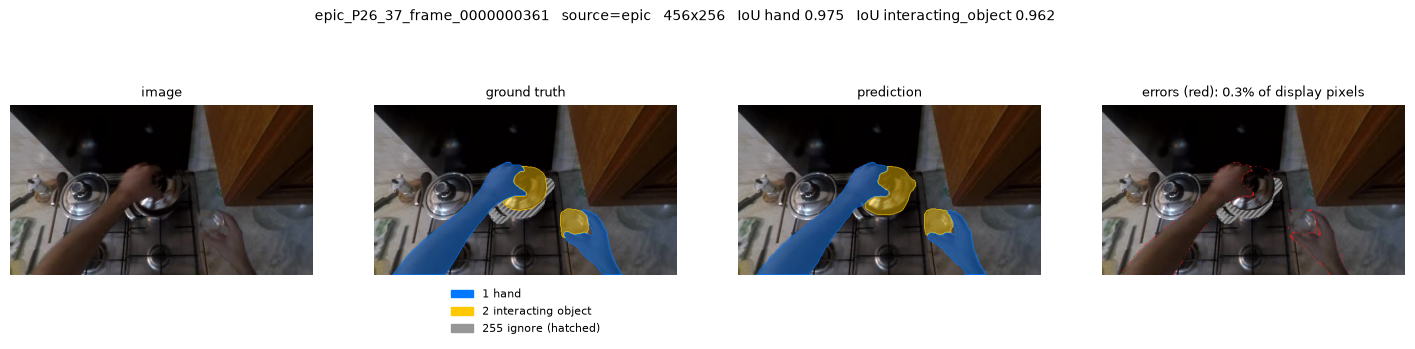 epic_P26_37_frame_0000000361   source=epic   456x256   IoU hand 0.975   IoU interacting_object 0.962
image
ground truth
prediction
errors (red): 0.3% of display pixels
1 hand
2 interacting object
255 ignore (hatched)